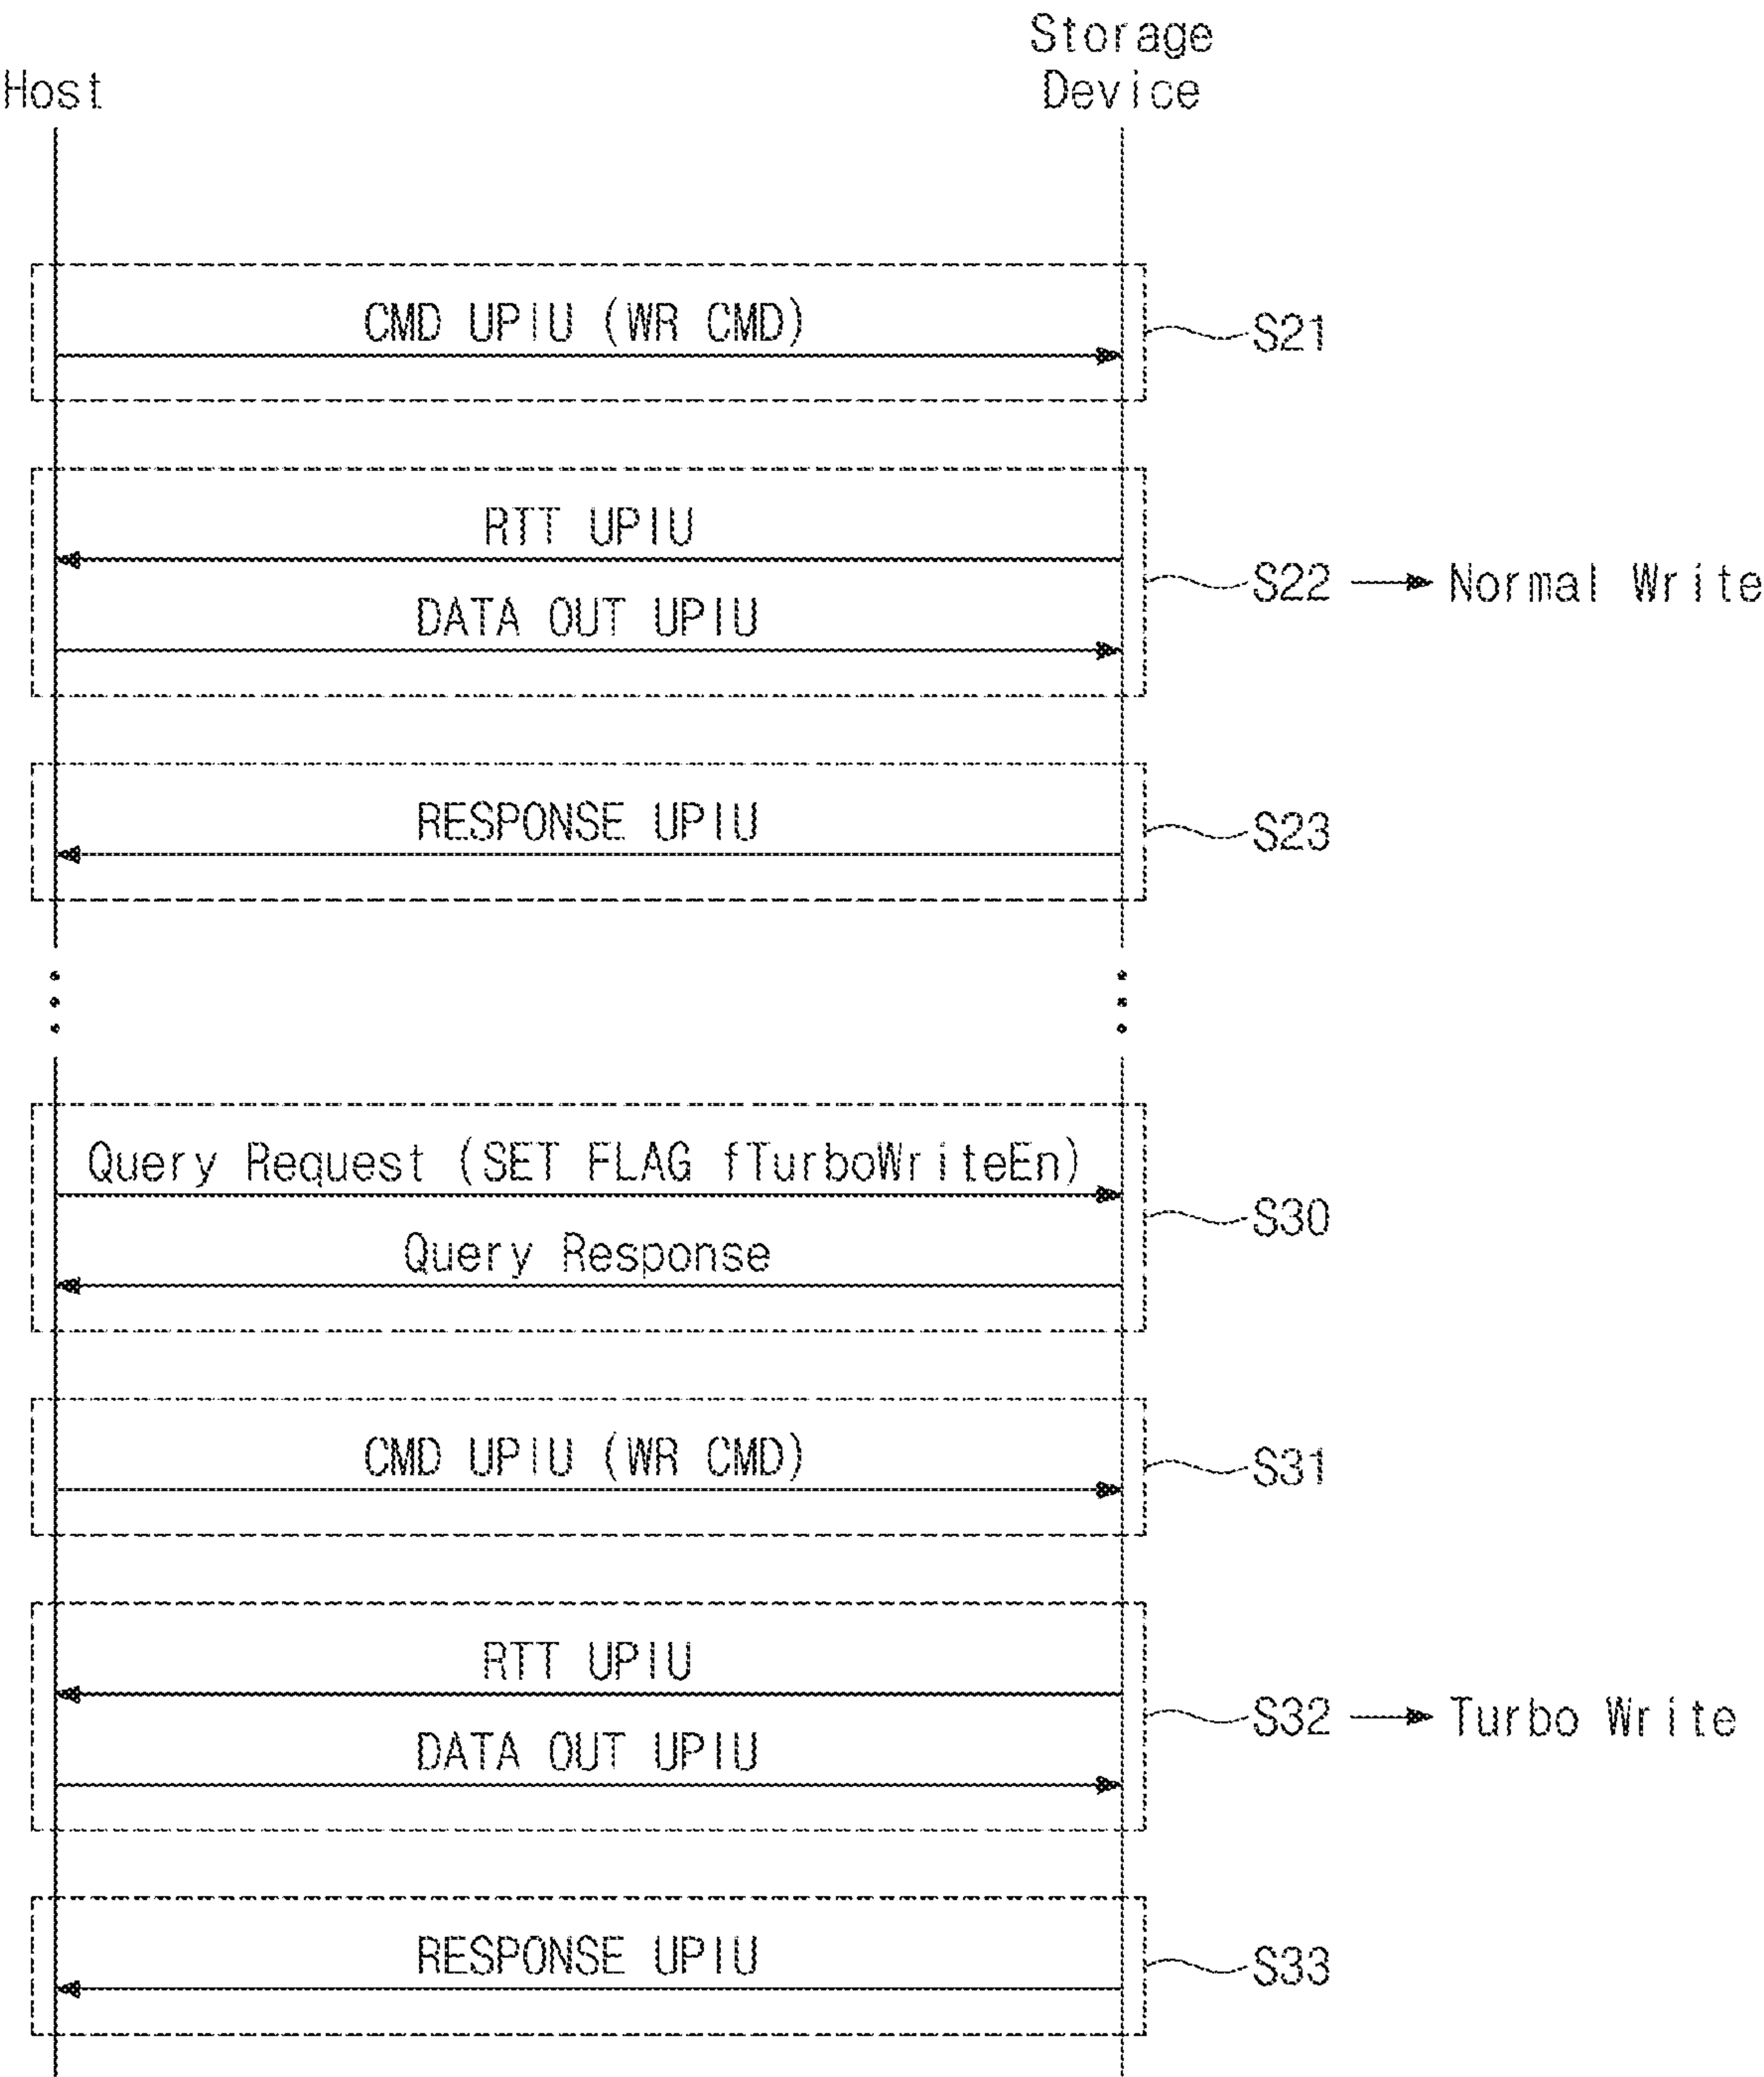 Host
Storage
Device
CMD UPIU (WR CMD)
S21
RTT UPIU
DATA OUT UPIU
S22
Normal Write
RESPONSE UPIU
S23
Query Request (SET FLAG fTurboWriteEn)
Query Response
S30
CMD UPIU (WR CMD)
S31
RTT UPIU
DATA OUT UPIU
S32
Turbo Write
RESPONSE UPIU
S33